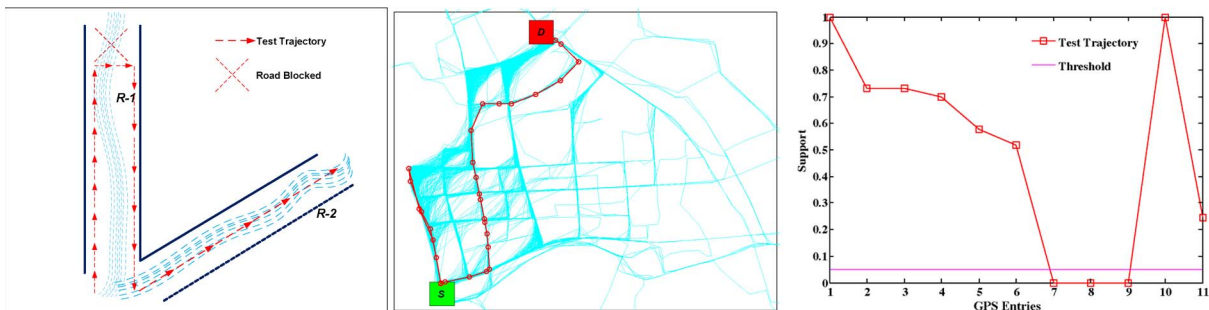 Test Trajectory
Road Blocked
R-1
R-2
D
S
Support
1
0.9
0.8
0.7
0.6
0.5
0.4
0.3
0.2
0.1
0
Test Trajectory
Threshold
1 2 3 4 5 6 7 8 9 10 11
GPS Entries